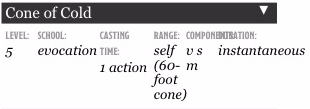 Cone of Cold ▼
LEVEL: SCHOOL: CASTING TIME: RANGE: COMPONENTS: DURATION:
5 evocation 1 action self (60-foot cone) v s m instantaneous